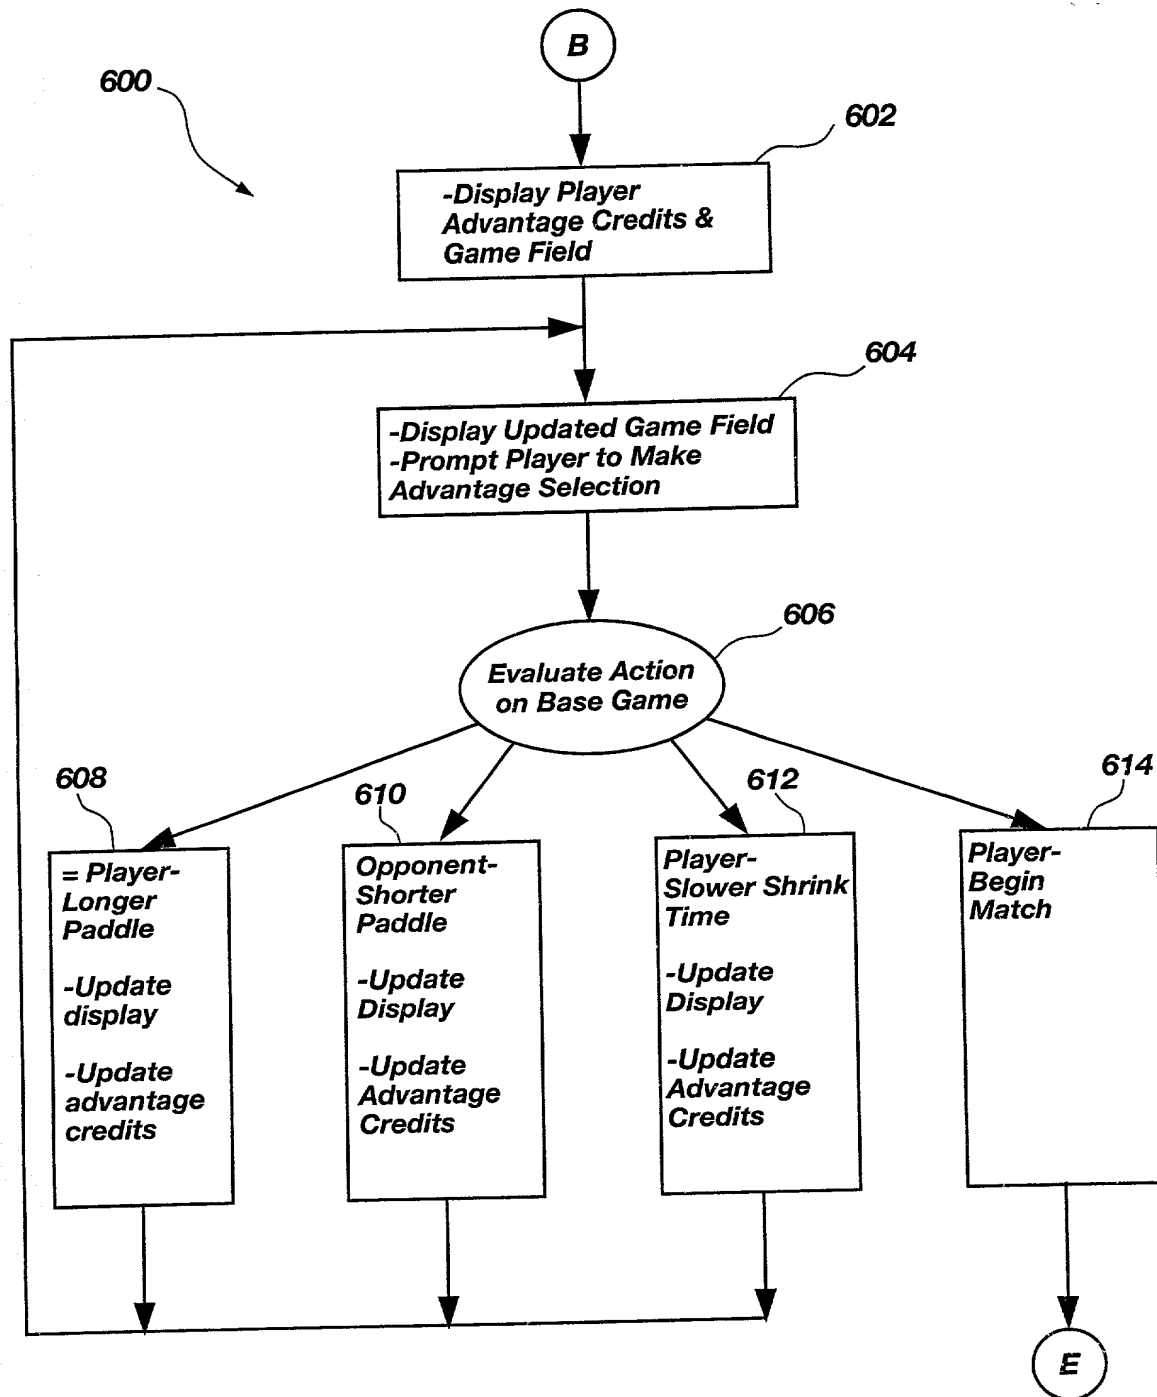 B
600
602
-Display Player
Advantage Credits &
Game Field
604
-Display Updated Game Field
-Prompt Player to Make
Advantage Selection
606
Evaluate Action
on Base Game
608
= Player-
Longer
Paddle
-Update
display
-Update
advantage
credits
610
Opponent-
Shorter
Paddle
-Update
Display
-Update
Advantage
Credits
612
Player-
Slower Shrink
Time
-Update
Display
-Update
Advantage
Credits
614
Player-
Begin
Match
E